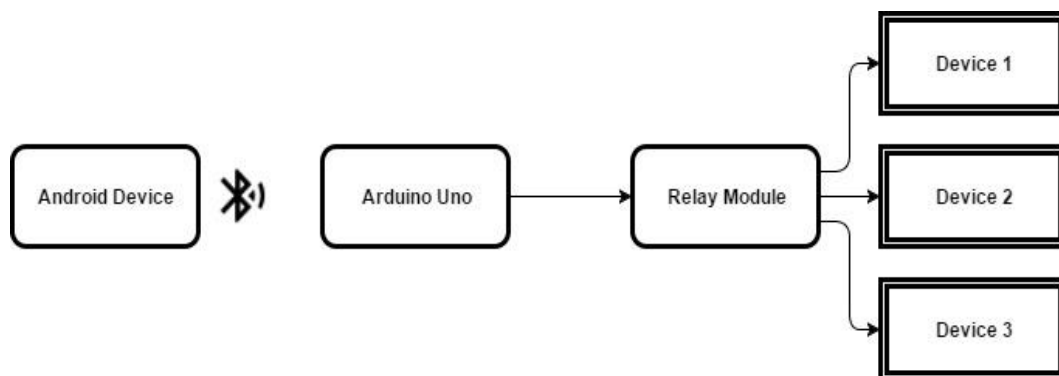 Android Device
Arduino Uno
Relay Module
Device 1
Device 2
Device 3